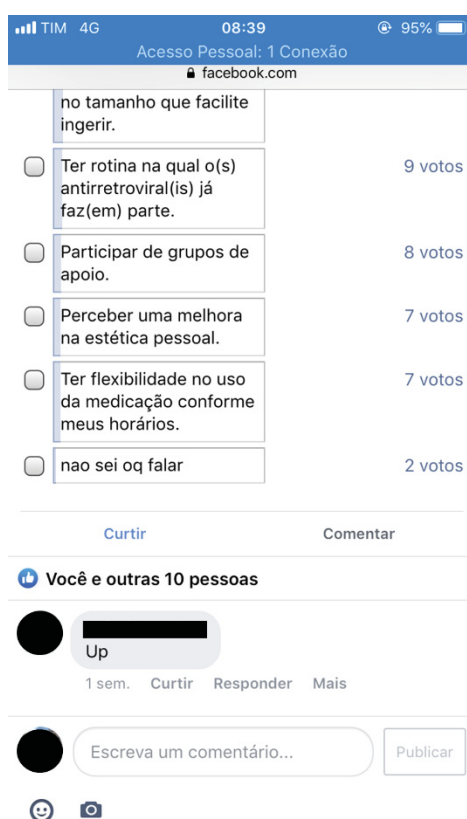 TIM 4G 08:39 95%
Acesso Pessoal: 1 Conexão
facebook.com
no tamanho que facilite
ingerir.
Ter rotina na qual o(s) 9 votos
antirretroviral(is) já
faz(em) parte.
Participar de grupos de 8 votos
apoio.
Perceber uma melhora 7 votos
na estética pessoal.
Ter flexibilidade no uso 7 votos
da medicação conforme
meus horários.
nao sei oq falar 2 votos
Curtir Comentar
Você e outras 10 pessoas
Up
1 sem. Curtir Responder Mais
Escreva um comentário... Publicar